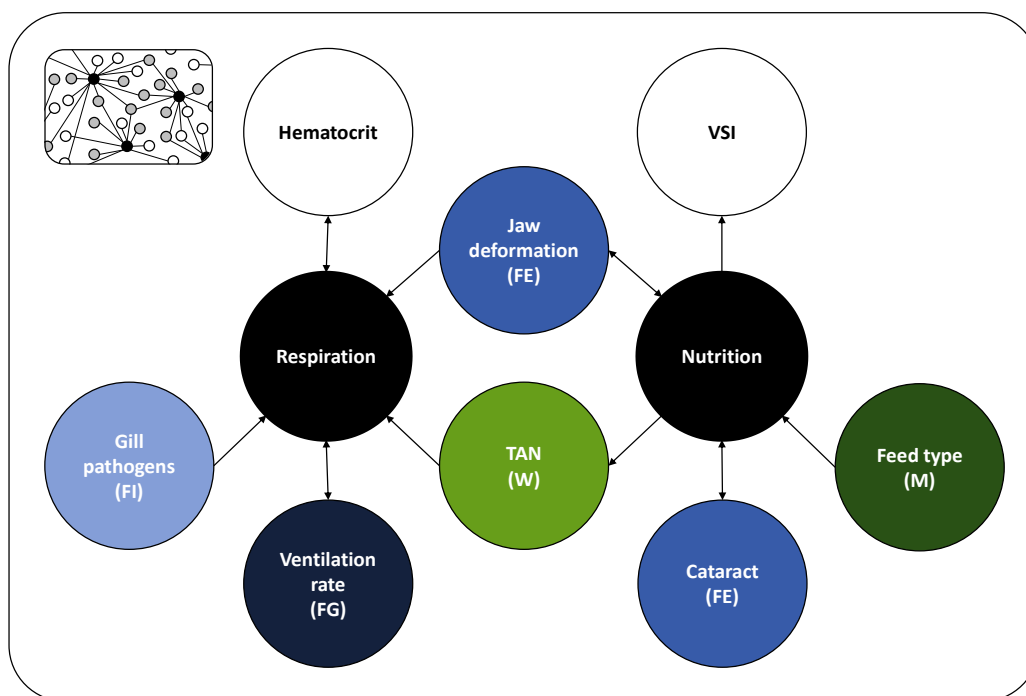 Hematocrit
VSI
Jaw
deformation
(FE)
Respiration
Nutrition
Gill
pathogens
(FI)
TAN
(W)
Feed type
(M)
Ventilation
rate
(FG)
Cataract
(FE)